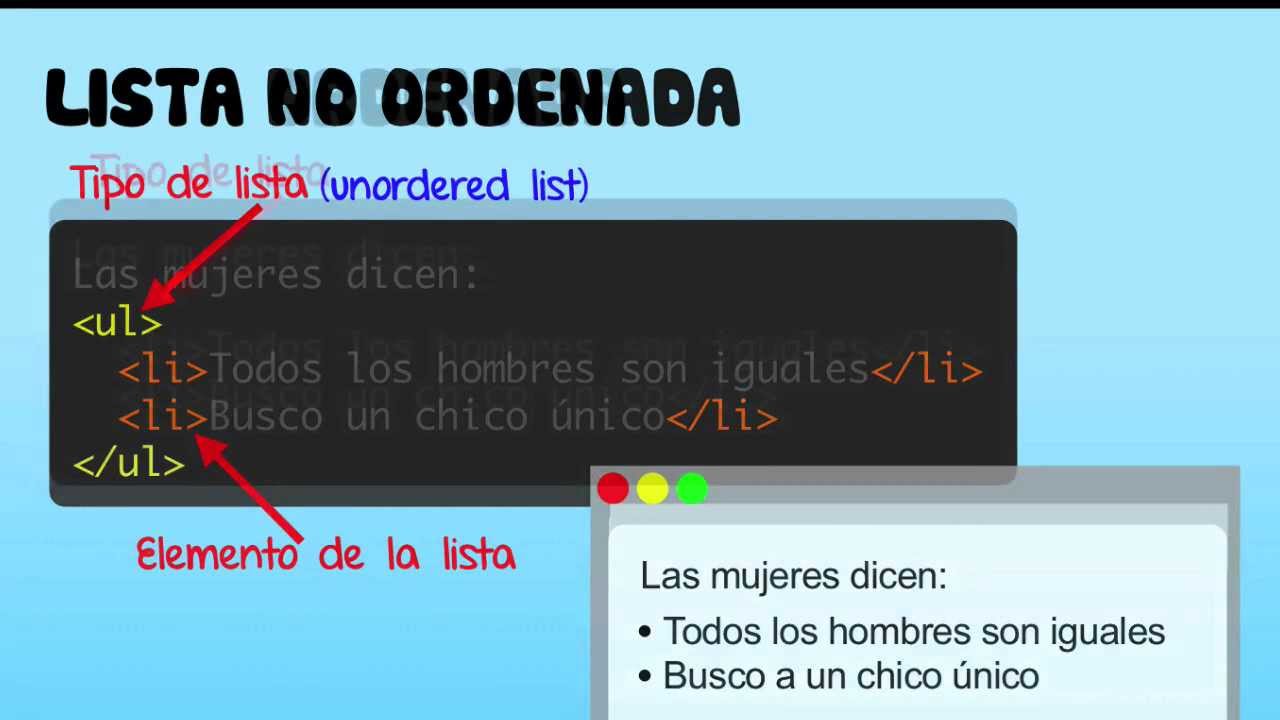 LISTA NO ORDENADA
Tipo de lista (unordered list)
Las mujeres dicen:
<ul>
<li>Todos los hombres son iguales</li>
<li>Busco un chico único</li>
</ul>
Elemento de la lista
Las mujeres dicen:
• Todos los hombres son iguales
• Busco a un chico único